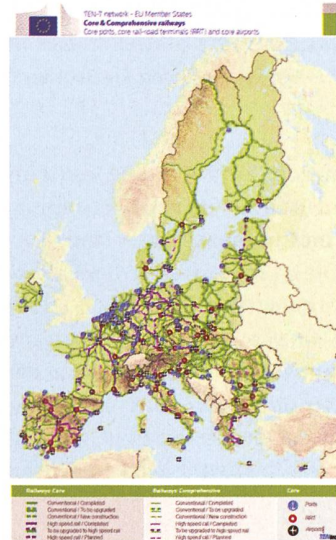 TEN-T network - EU Member States
Core & Comprehensive railways
Core ports, core rail-road terminals (RRT) and core airports
Railways Core
Conventional / Completed
Conventional / To be upgraded
Conventional / New construction
High speed rail / Completed
To be upgraded to high speed rail
High speed rail / Planned
Railways Comprehensive
Conventional / Completed
Conventional / To be upgraded
Conventional / New construction
High speed rail / Completed
To be upgraded to high speed rail
High speed rail / Planned
Core
Ports
RRT
Airports